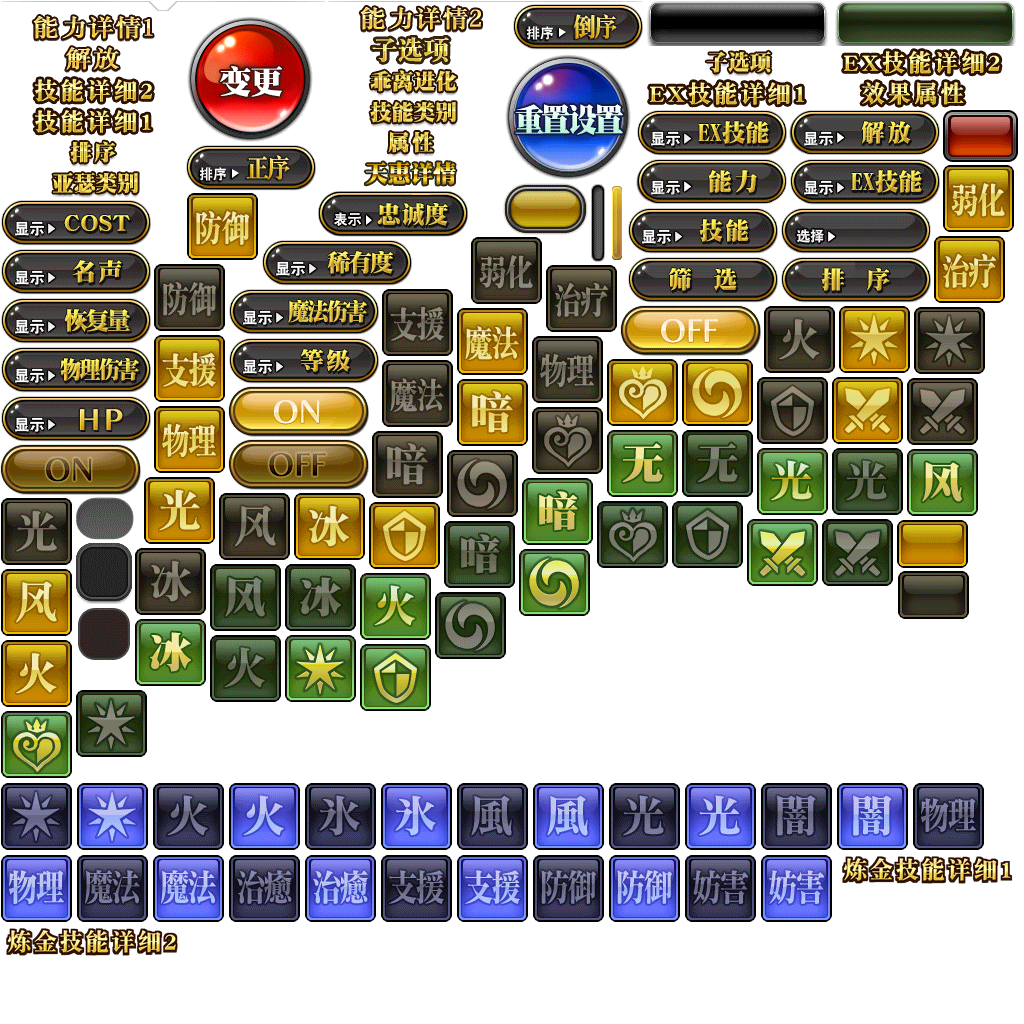 能力详情1
解放
技能详细2
技能详细1
排序
亚瑟类别
变更
排序 正序
能力详情2
子选项
乖离进化
技能类别
属性
天惠详情
排序 倒序
重置设置
子选项
EX技能详细1
EX技能详细2
效果属性
显示 EX技能
显示 解放
显示 能力
显示 EX技能
显示 技能
选择
筛 选
排 序
弱化
治疗
显示 COST
显示 名声
显示 恢复量
显示 物理伤害
显示 HP
ON
防御
防御
支援
物理
表示 忠诚度
显示 稀有度
显示 魔法伤害
显示 等级
ON
OFF
支援
魔法
暗
弱化
魔法
暗
治疗
物理
OFF
火
无
无
光
光
风
光
风
火
光
冰
冰
风
冰
风
冰
火
火
暗
暗
火
火
氷
氷
風
風
光
光
闇
闇
物理
物理
魔法
魔法
治癒
治癒
支援
支援
防御
防御
妨害
妨害
炼金技能详细1
炼金技能详细2